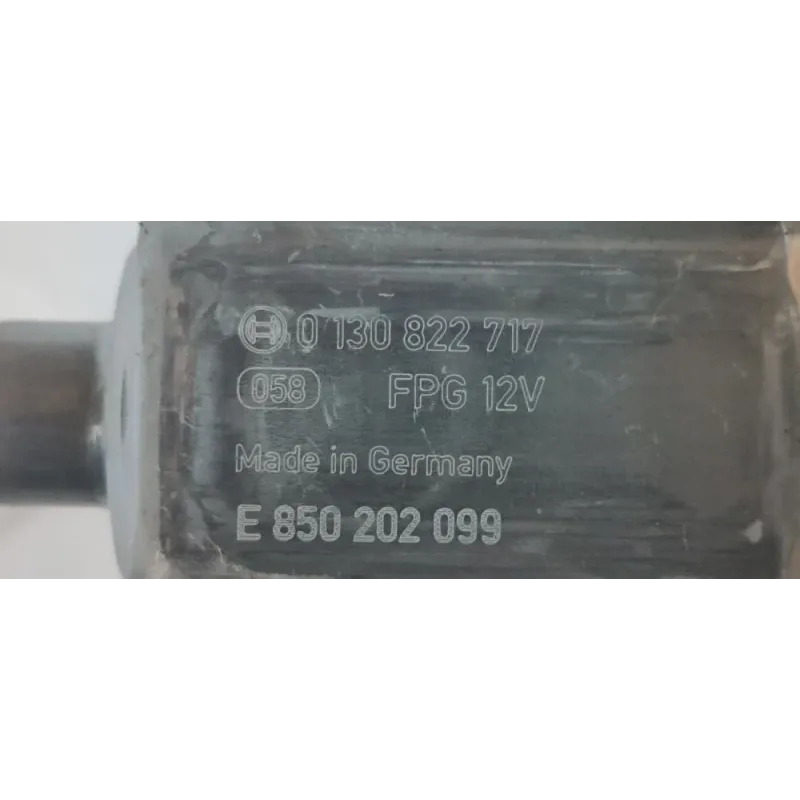 0 130 822 717
058 FPG 12V
Made in Germany
E 850 202 099